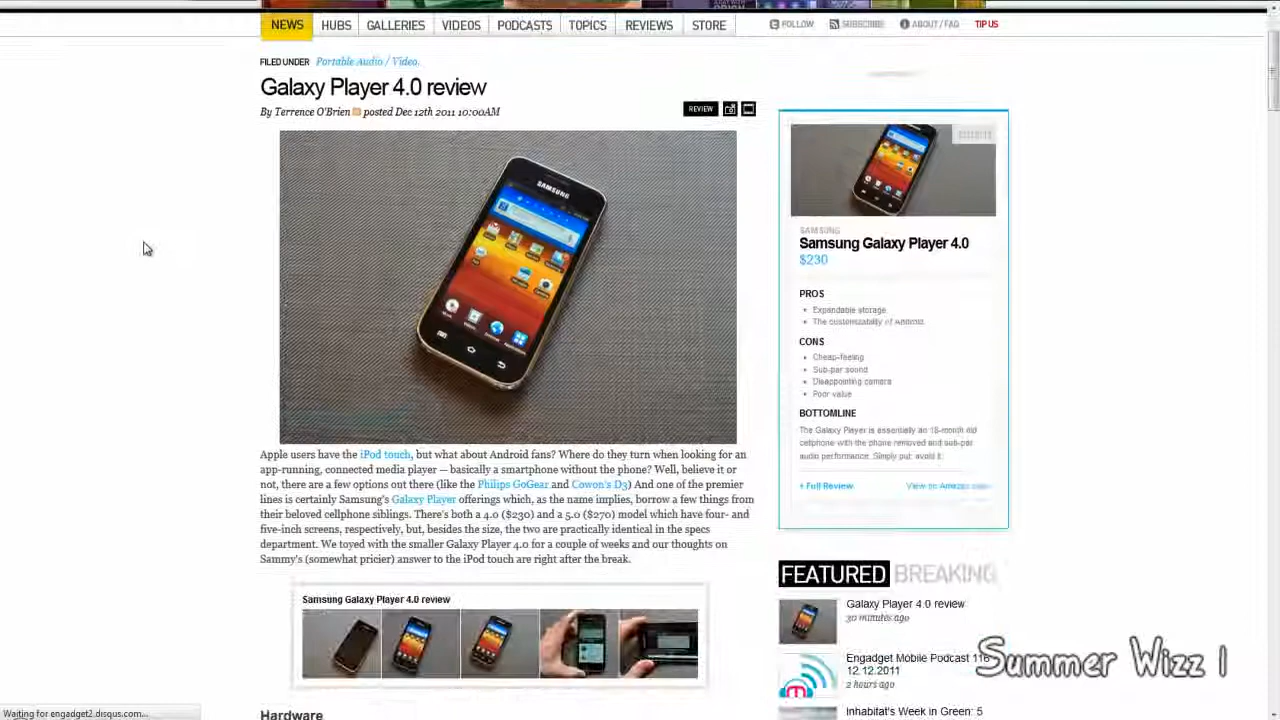 NEWS HUBS GALLERIES VIDEOS PODCASTS TOPICS REVIEWS STORE FOLLOW SUBSCRIBE ABOUT / FAQ TIP US
FILED UNDER Portable Audio / Video,
Galaxy Player 4.0 review
By Terrence O'Brien posted Dec 12th 2011 10:00AM
REVIEW
SAMSUNG
Apple users have the iPod touch, but what about Android fans? Where do they turn when looking for an
app-running, connected media player — basically a smartphone without the phone? Well, believe it or
not, there are a few options out there (like the Philips GoGear and Cowon's D3) And one of the premier
lines is certainly Samsung's Galaxy Player offerings which, as the name implies, borrow a few things from
their beloved cellphone siblings. There's both a 4.0 ($230) and a 5.0 ($270) model which have four- and
five-inch screens, respectively, but, besides the size, the two are practically identical in the specs
department. We toyed with the smaller Galaxy Player 4.0 for a couple of weeks and our thoughts on
Sammy's (somewhat pricier) answer to the iPod touch are right after the break.
Samsung Galaxy Player 4.0 review
Hardware
SAMSUNG
Samsung Galaxy Player 4.0
$230
PROS
Expandable storage
The customizability of Android
CONS
Cheap-feeling
Sub-par sound
Disappointing camera
Poor value
BOTTOMLINE
The Galaxy Player is essentially an 18-month old
cellphone with the phone removed and sub-par
audio performance. Simply put: avoid it.
+ Full Review View on Amazon
FEATURED BREAKING
Galaxy Player 4.0 review
30 minutes ago
Engadget Mobile Podcast 116 -
12.12.2011
2 hours ago
Inhabitat's Week in Green: 5
Summer Wizz 1
Waiting for engadget2.disqus.com...